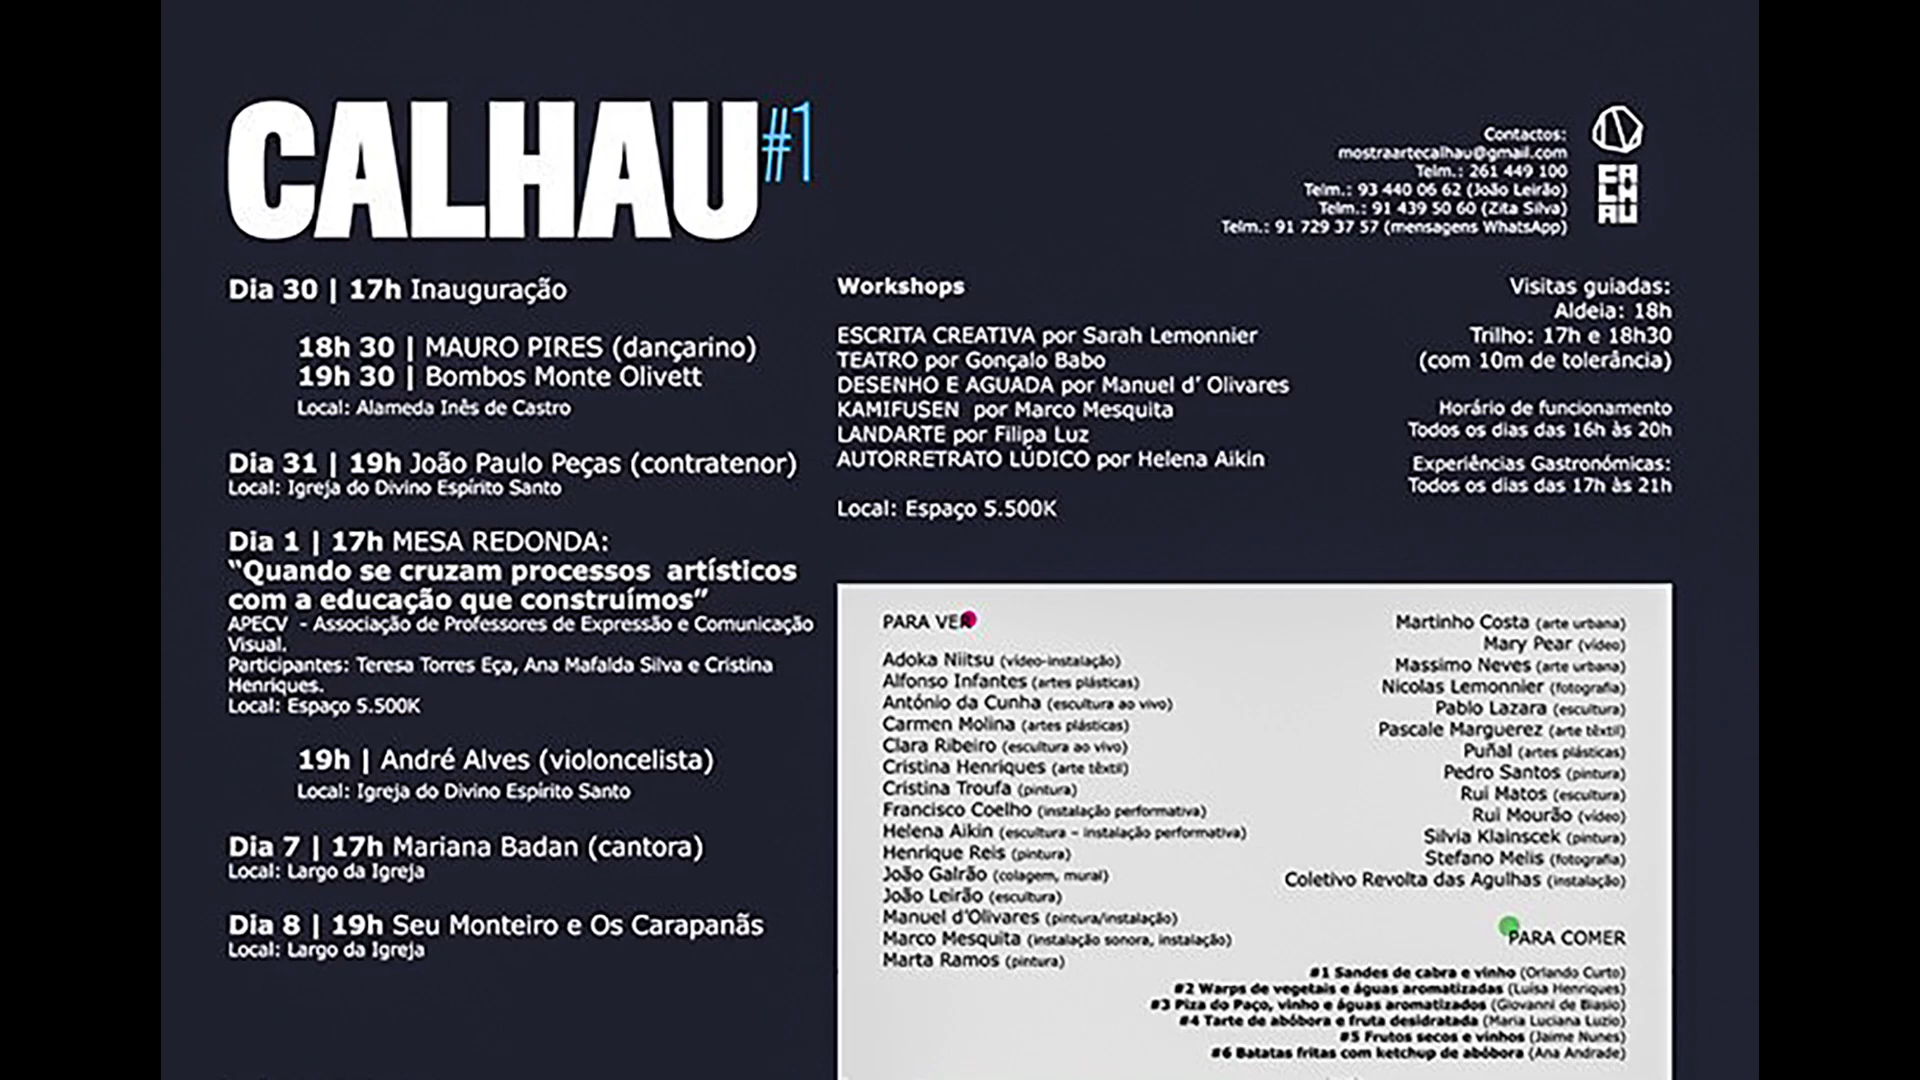 CALHAU#1
Contactos:
mostraartecalhau@gmail.com
Telm.: 261 449 100
Telm.: 93 440 06 62 (João Leirão)
Telm.: 91 439 50 60 (Zita Silva)
Telm.: 91 729 37 57 (mensagens WhatsApp)
CA
LH
AU
Dia 30 | 17h Inauguração
18h 30 | MAURO PIRES (dançarino)
19h 30 | Bombos Monte Olivett
Local: Alameda Inês de Castro
Dia 31 | 19h João Paulo Peças (contratenor)
Local: Igreja do Divino Espírito Santo
Dia 1 | 17h MESA REDONDA:
“Quando se cruzam processos artísticos
com a educação que construímos”
APECV - Associação de Professores de Expressão e Comunicação
Visual.
Participantes: Teresa Torres Eça, Ana Mafalda Silva e Cristina
Henriques.
Local: Espaço 5.500K
19h | André Alves (violoncelista)
Local: Igreja do Divino Espírito Santo
Dia 7 | 17h Mariana Badan (cantora)
Local: Largo da Igreja
Dia 8 | 19h Seu Monteiro e Os Carapanãs
Local: Largo da Igreja
Workshops
ESCRITA CREATIVA por Sarah Lemonnier
TEATRO por Gonçalo Babo
DESENHO E AGUADA por Manuel d’ Olivares
KAMIFUSEN por Marco Mesquita
LANDARTE por Filipa Luz
AUTORRETRATO LÚDICO por Helena Aikin
Local: Espaço 5.500K
Visitas guiadas:
Aldeia: 18h
Trilho: 17h e 18h30
(com 10m de tolerância)
Horário de funcionamento
Todos os dias das 16h às 20h
Experiências Gastronómicas:
Todos os dias das 17h às 21h
PARA VER
Adoka Niitsu (vídeo-instalação)
Alfonso Infantes (artes plásticas)
António da Cunha (escultura ao vivo)
Carmen Molina (artes plásticas)
Clara Ribeiro (escultura ao vivo)
Cristina Henriques (arte têxtil)
Cristina Troufa (pintura)
Francisco Coelho (instalação performativa)
Helena Aikin (escultura – instalação performativa)
Henrique Reis (pintura)
João Galrão (colagem, mural)
João Leirão (escultura)
Manuel d’Olivares (pintura/instalação)
Marco Mesquita (instalação sonora, instalação)
Marta Ramos (pintura)
Martinho Costa (arte urbana)
Mary Pear (vídeo)
Massimo Neves (arte urbana)
Nicolas Lemonnier (fotografia)
Pablo Lazara (escultura)
Pascale Marguerez (arte têxtil)
Puñal (artes plásticas)
Pedro Santos (pintura)
Rui Matos (escultura)
Rui Mourão (vídeo)
Silvia Klainscek (pintura)
Stefano Melis (fotografia)
Coletivo Revolta das Agulhas (instalação)
PARA COMER
#1 Sandes de cabra e vinho (Orlando Curto)
#2 Warps de vegetais e águas aromatizadas (Luísa Henriques)
#3 Piza do Paço, vinho e águas aromatizados (Giovanni de Biasio)
#4 Tarte de abóbora e fruta desidratada (Maria Luciana Luzio)
#5 Frutos secos e vinhos (Jaime Nunes)
#6 Batatas fritas com ketchup de abóbora (Ana Andrade)